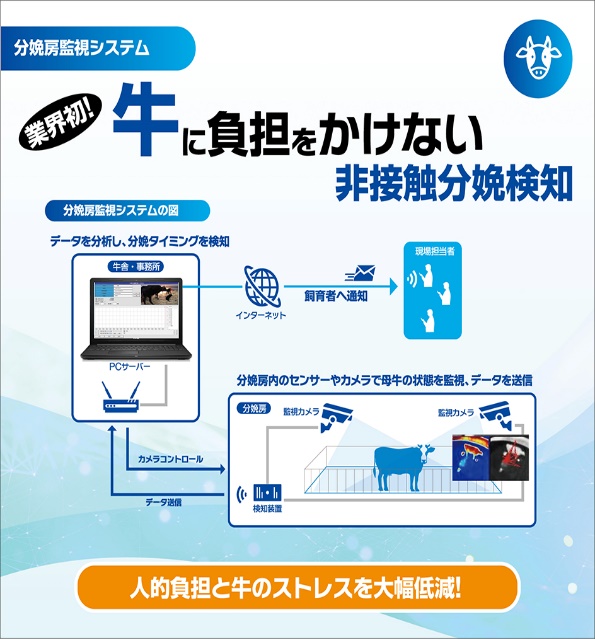 分娩房監視システム
業界初!
牛に負担をかけない
非接触分娩検知
分娩房監視システムの図
データを分析し、分娩タイミングを検知
牛舎・事務所
PCサーバー
インターネット
飼育者へ通知
現場担当者
分娩房内のセンサーやカメラで母牛の状態を監視、データを送信
分娩房
監視カメラ
監視カメラ
カメラコントロール
データ送信
検知装置
人的負担と牛のストレスを大幅低減!